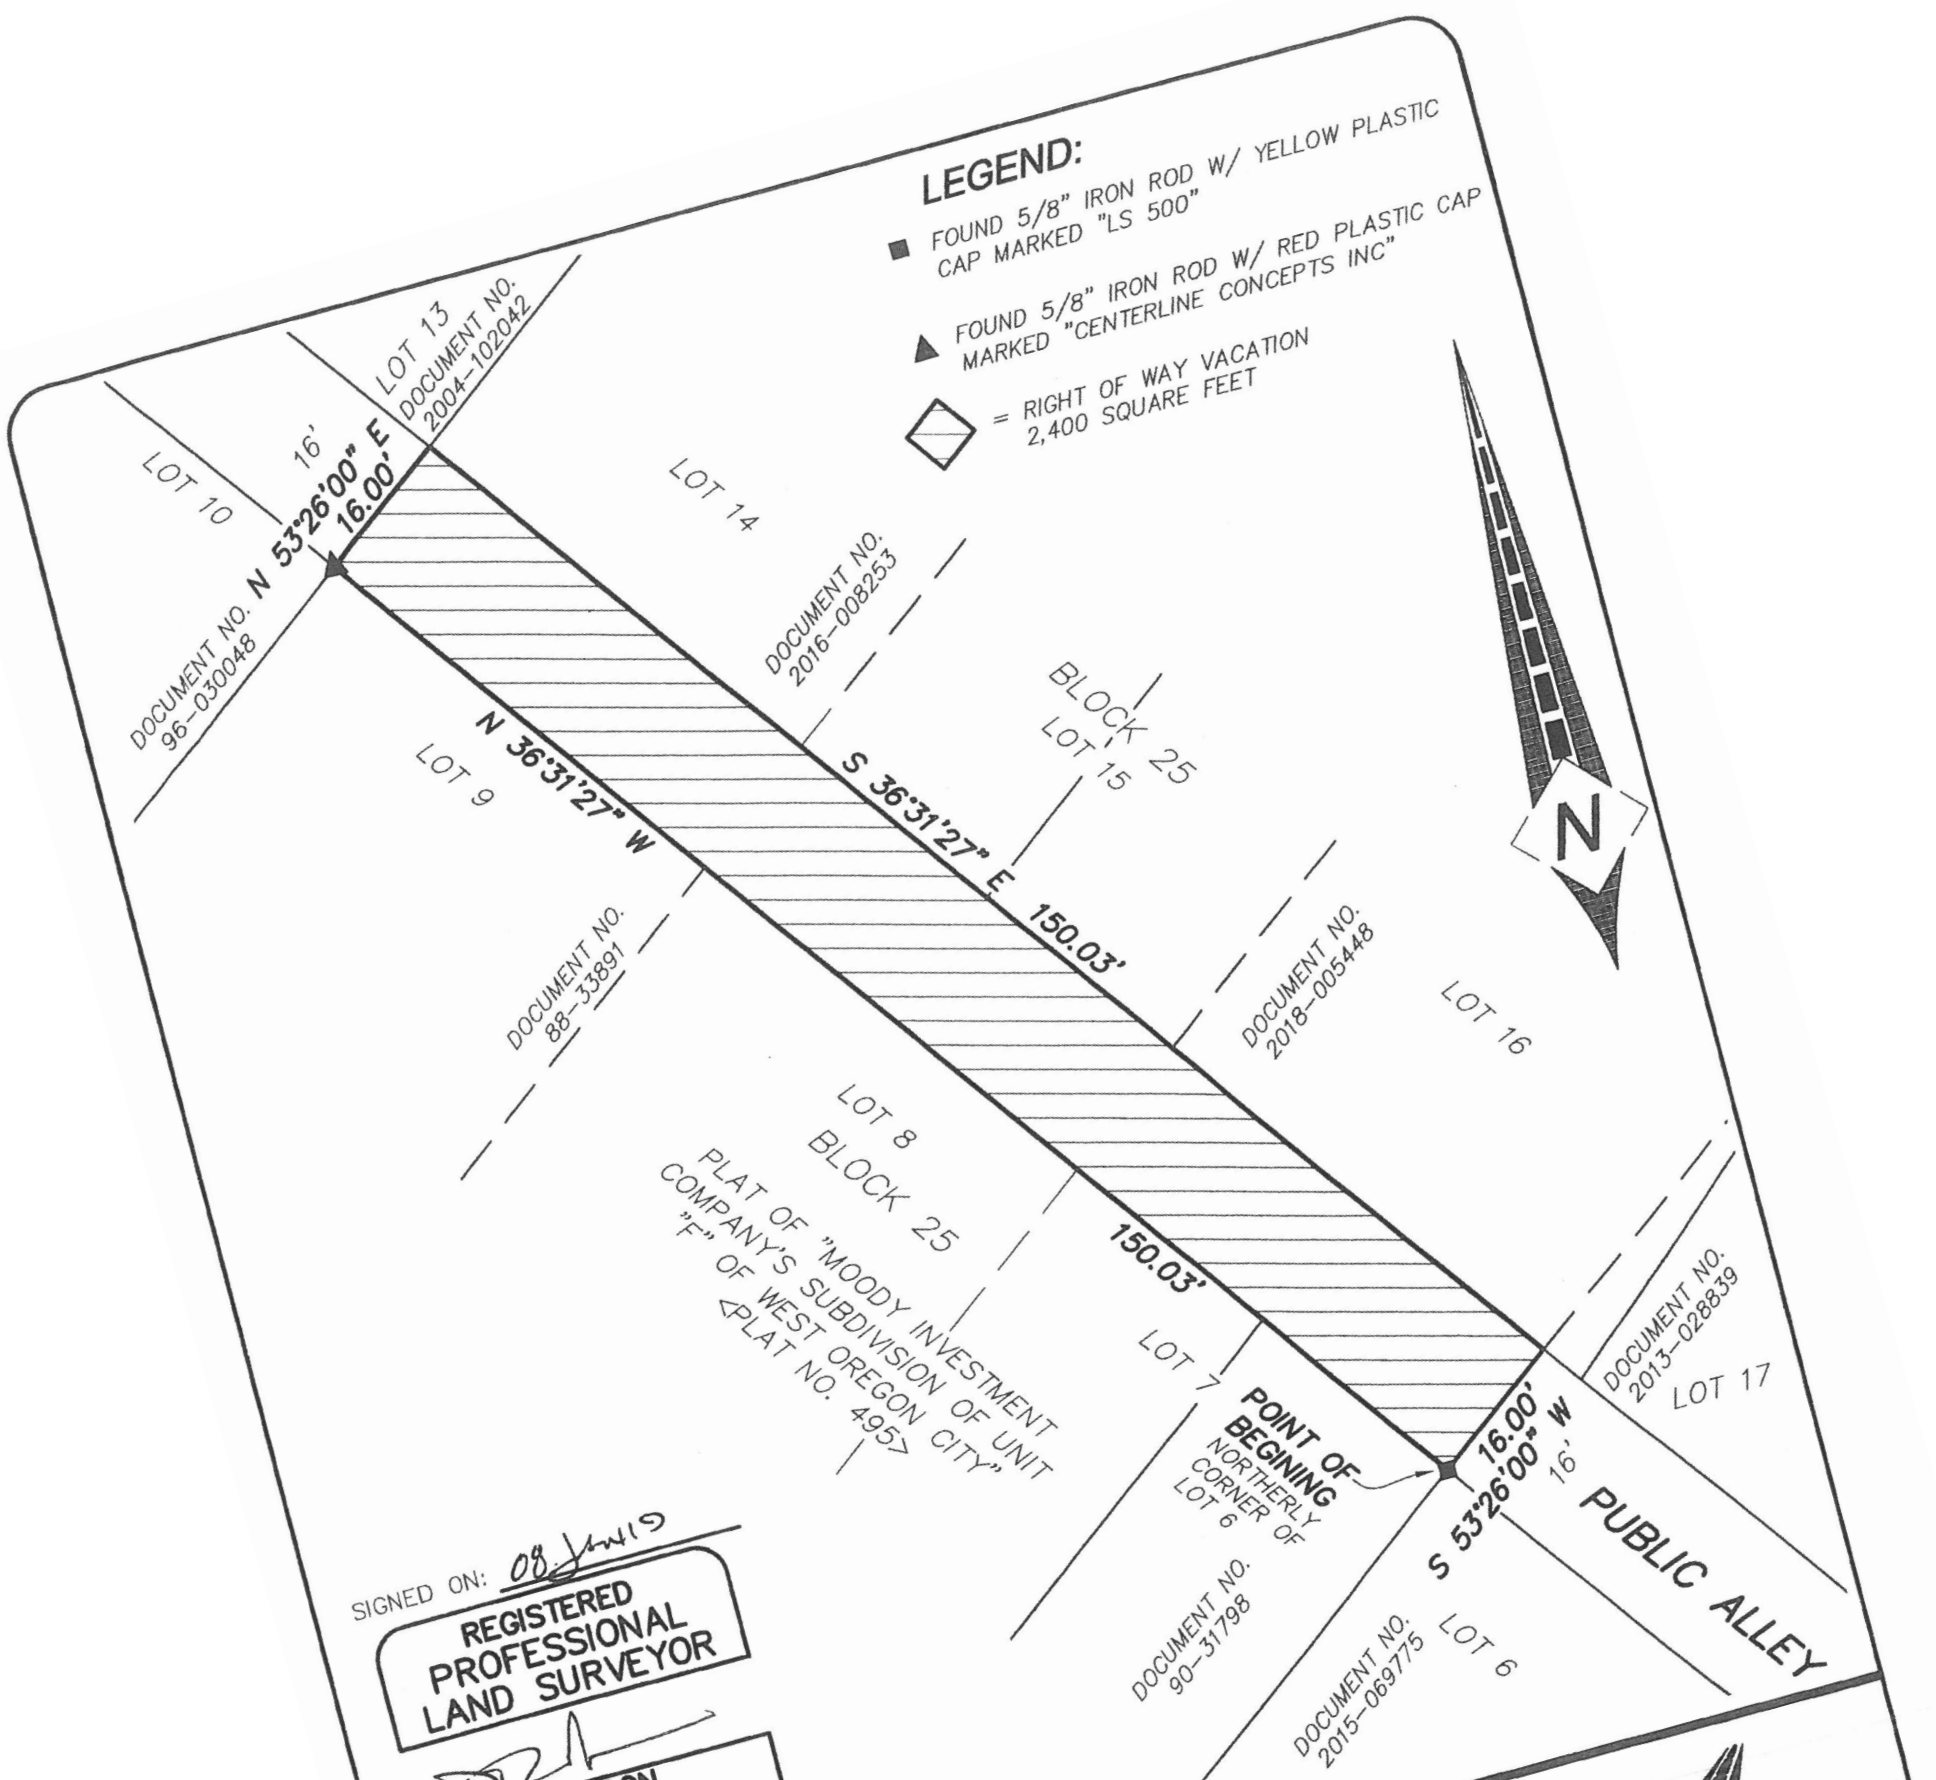 LEGEND:
FOUND 5/8" IRON ROD W/ YELLOW PLASTIC
CAP MARKED "LS 500"
FOUND 5/8" IRON ROD W/ RED PLASTIC CAP
MARKED "CENTERLINE CONCEPTS INC"
= RIGHT OF WAY VACATION
2,400 SQUARE FEET
LOT 13
DOCUMENT NO.
2004-102042
LOT 10
16'
N 53°26'00" E
16.00'
DOCUMENT NO.
96-030048
LOT 14
DOCUMENT NO.
2016-008253
BLOCK 25
LOT 15
N
N 36°31'27" W
LOT 9
S 36°31'27" E
150.03'
DOCUMENT NO.
88-33891
DOCUMENT NO.
2018-005448
LOT 16
LOT 8
BLOCK 25
PLAT OF "MOODY INVESTMENT
COMPANY'S SUBDIVISION OF UNIT
"F" OF WEST OREGON CITY"
<PLAT NO. 495>
150.03'
LOT 7
POINT OF
BEGINING
NORTHERLY
CORNER OF
LOT 6
DOCUMENT NO.
2013-028839
LOT 17
16.00'
S 53°26'00" W
16'
PUBLIC ALLEY
DOCUMENT NO.
90-31798
LOT 6
DOCUMENT NO.
2015-069775
SIGNED ON: 08.Jan19
REGISTERED
PROFESSIONAL
LAND SURVEYOR